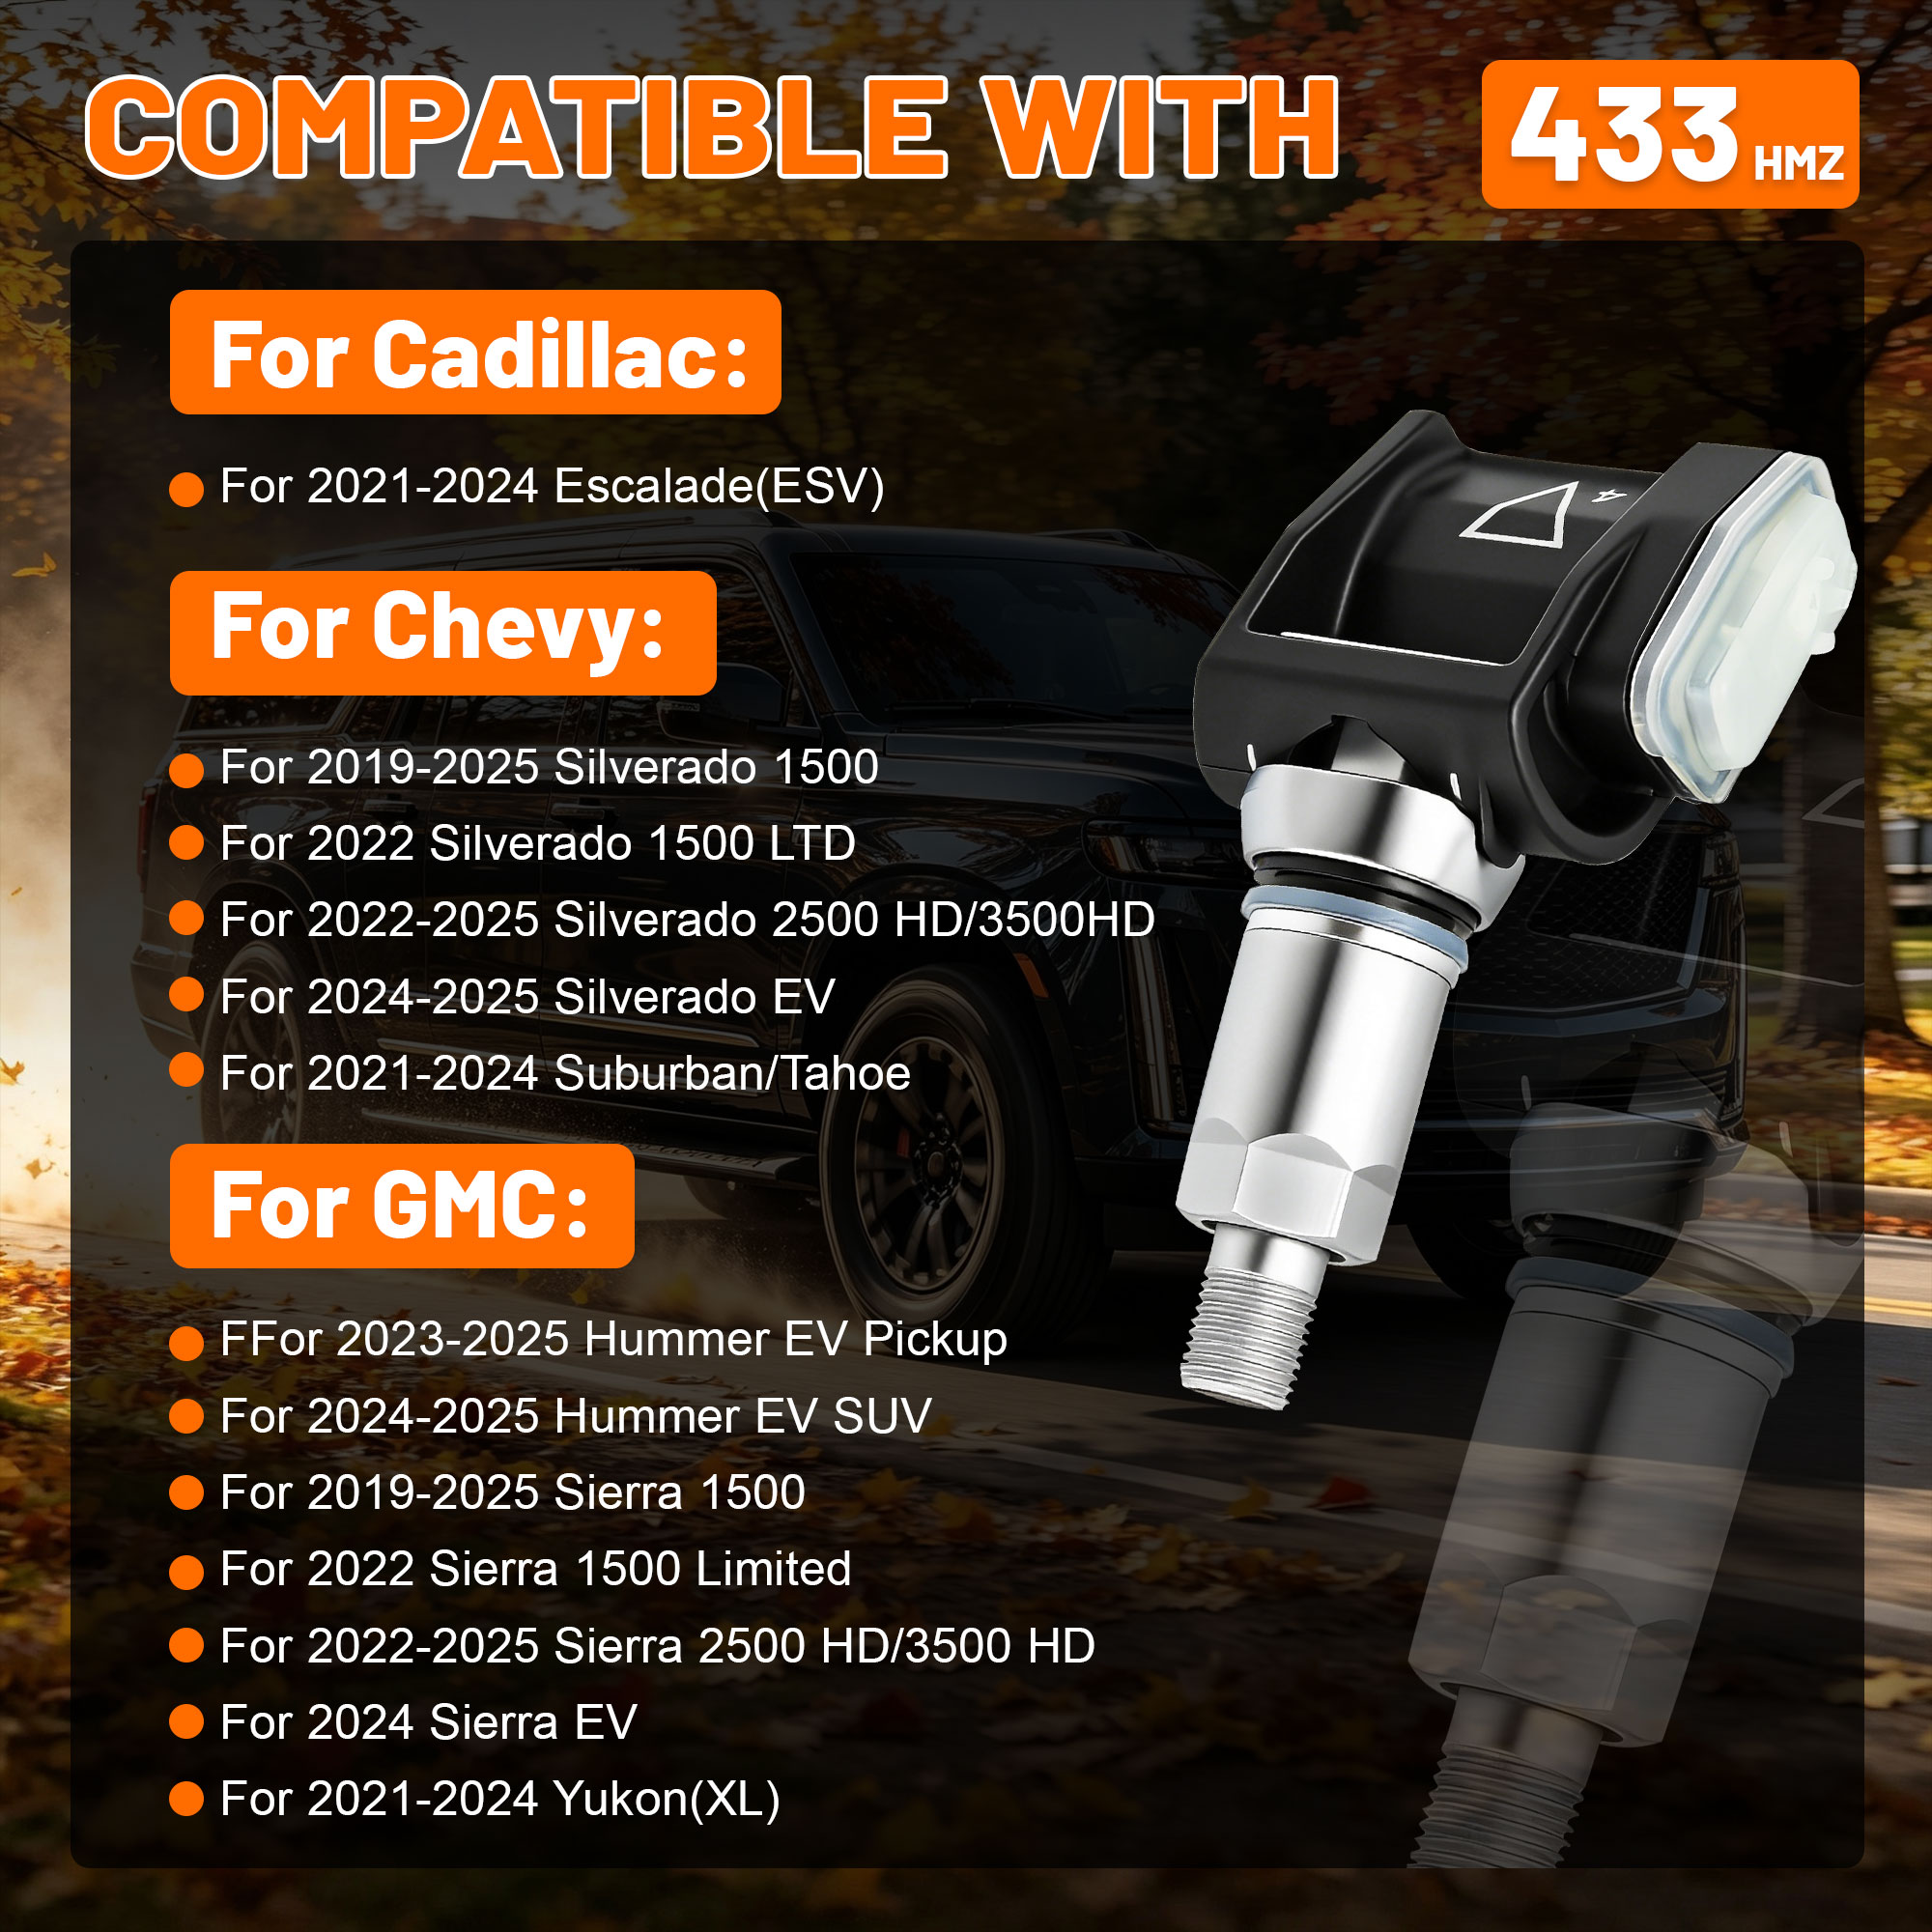 COMPATIBLE WITH
433 HMZ
For Cadillac:
For 2021-2024 Escalade(ESV)
For Chevy:
For 2019-2025 Silverado 1500
For 2022 Silverado 1500 LTD
For 2022-2025 Silverado 2500 HD/3500HD
For 2024-2025 Silverado EV
For 2021-2024 Suburban/Tahoe
For GMC:
FFor 2023-2025 Hummer EV Pickup
For 2024-2025 Hummer EV SUV
For 2019-2025 Sierra 1500
For 2022 Sierra 1500 Limited
For 2022-2025 Sierra 2500 HD/3500 HD
For 2024 Sierra EV
For 2021-2024 Yukon(XL)
4